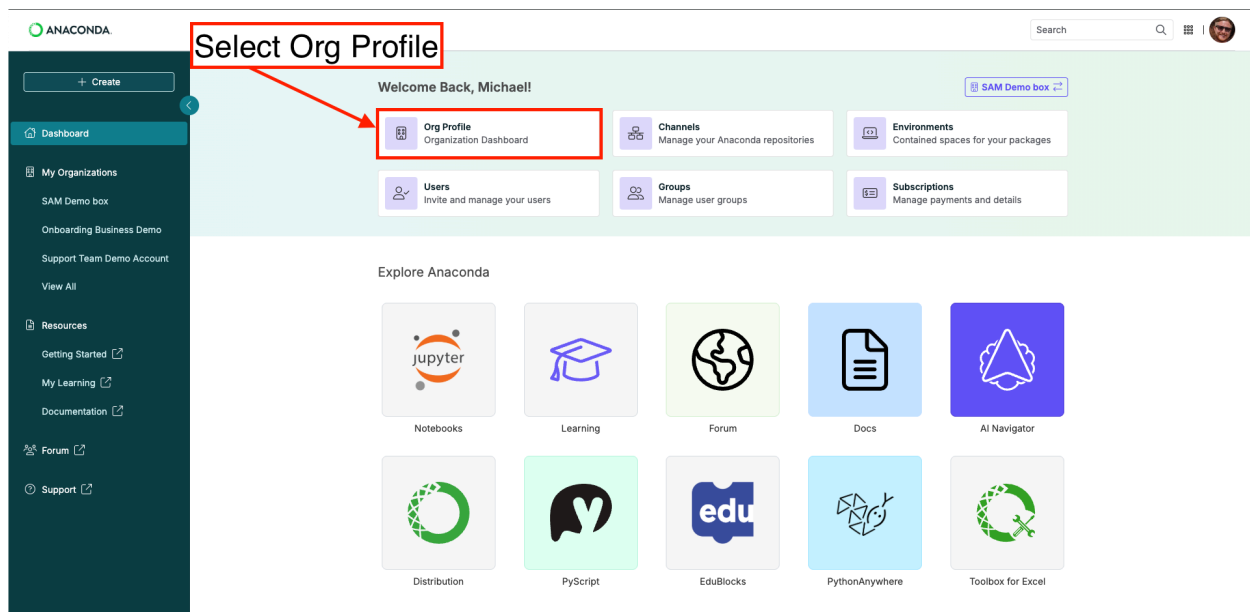 ANACONDA.
Select Org Profile
Search
+ Create
Dashboard
My Organizations
SAM Demo box
Onboarding Business Demo
Support Team Demo Account
View All
Resources
Getting Started
My Learning
Documentation
Forum
Support
Welcome Back, Michael!
SAM Demo box
Org Profile
Organization Dashboard
Channels
Manage your Anaconda repositories
Environments
Contained spaces for your packages
Users
Invite and manage your users
Groups
Manage user groups
Subscriptions
Manage payments and details
Explore Anaconda
jupyter
Notebooks
Learning
Forum
Docs
AI Navigator
edu
Distribution
PyScript
EduBlocks
PythonAnywhere
Toolbox for Excel